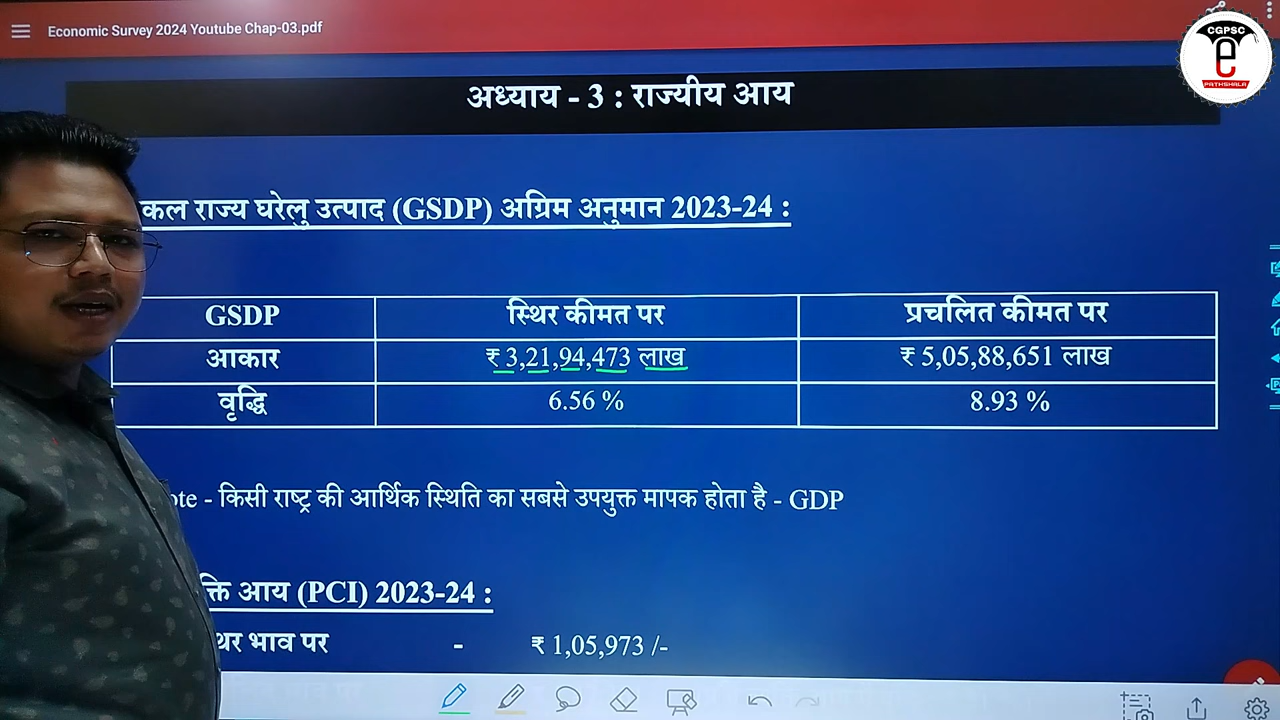 Economic Survey 2024 Youtube Chap-03.pdf
CGPSC
e
PATHSHALA
अध्याय - 3 : राज्यीय आय
कल राज्य घरेलु उत्पाद (GSDP) अग्रिम अनुमान 2023-24 :
GSDP स्थिर कीमत पर प्रचलित कीमत पर
आकार ₹ 3,21,94,473 लाख ₹ 5,05,88,651 लाख
वृद्धि 6.56 % 8.93 %
ote - किसी राष्ट्र की आर्थिक स्थिति का सबसे उपयुक्त मापक होता है - GDP
क्ति आय (PCI) 2023-24 :
थर भाव पर - ₹ 1,05,973 /-